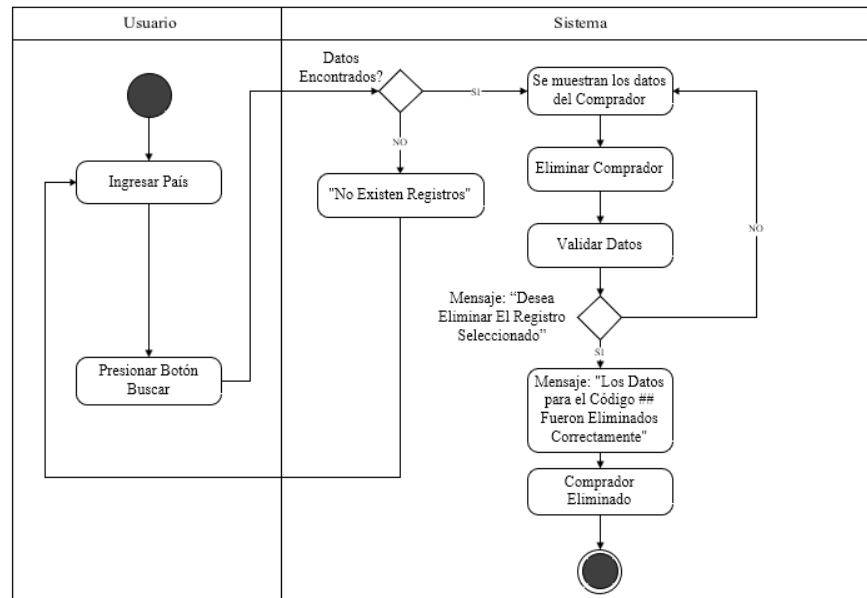 Usuario
Sistema
Datos
Encontrados?
SI
Se muestran los datos
del Comprador
NO
Ingresar País
"No Existen Registros"
Eliminar Comprador
Validar Datos
NO
Mensaje: “Desea
Eliminar El Registro
Seleccionado”
SI
Presionar Botón
Buscar
Mensaje: "Los Datos
para el Código ##
Fueron Eliminados
Correctamente"
Comprador
Eliminado